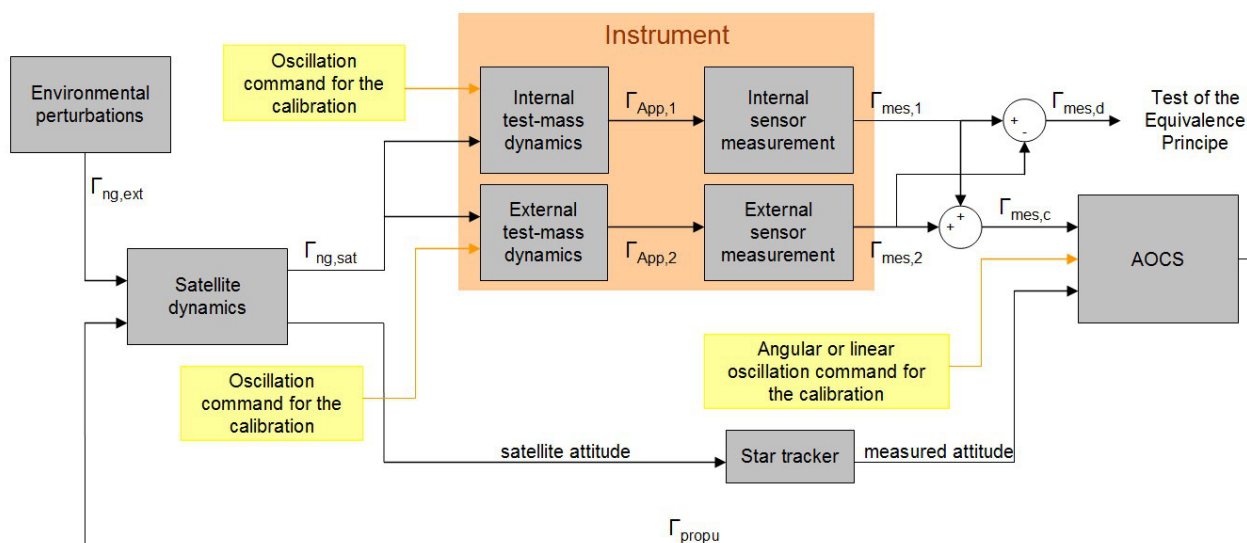 Instrument
Oscillation
command for the
calibration
Environmental
perturbations
Internal
test-mass
dynamics
ΓApp,1
Internal
sensor
measurement
Γmes,1
+
-
Γmes,d
Test of the
Equivalence
Principe
Γng,ext
External
test-mass
dynamics
ΓApp,2
External
sensor
measurement
Γmes,2
+
+
Γmes,c
AOCS
Γng,sat
Satellite
dynamics
Oscillation
command for the
calibration
Angular or linear
oscillation command for
the calibration
satellite attitude
Star tracker
measured attitude
Γpropu